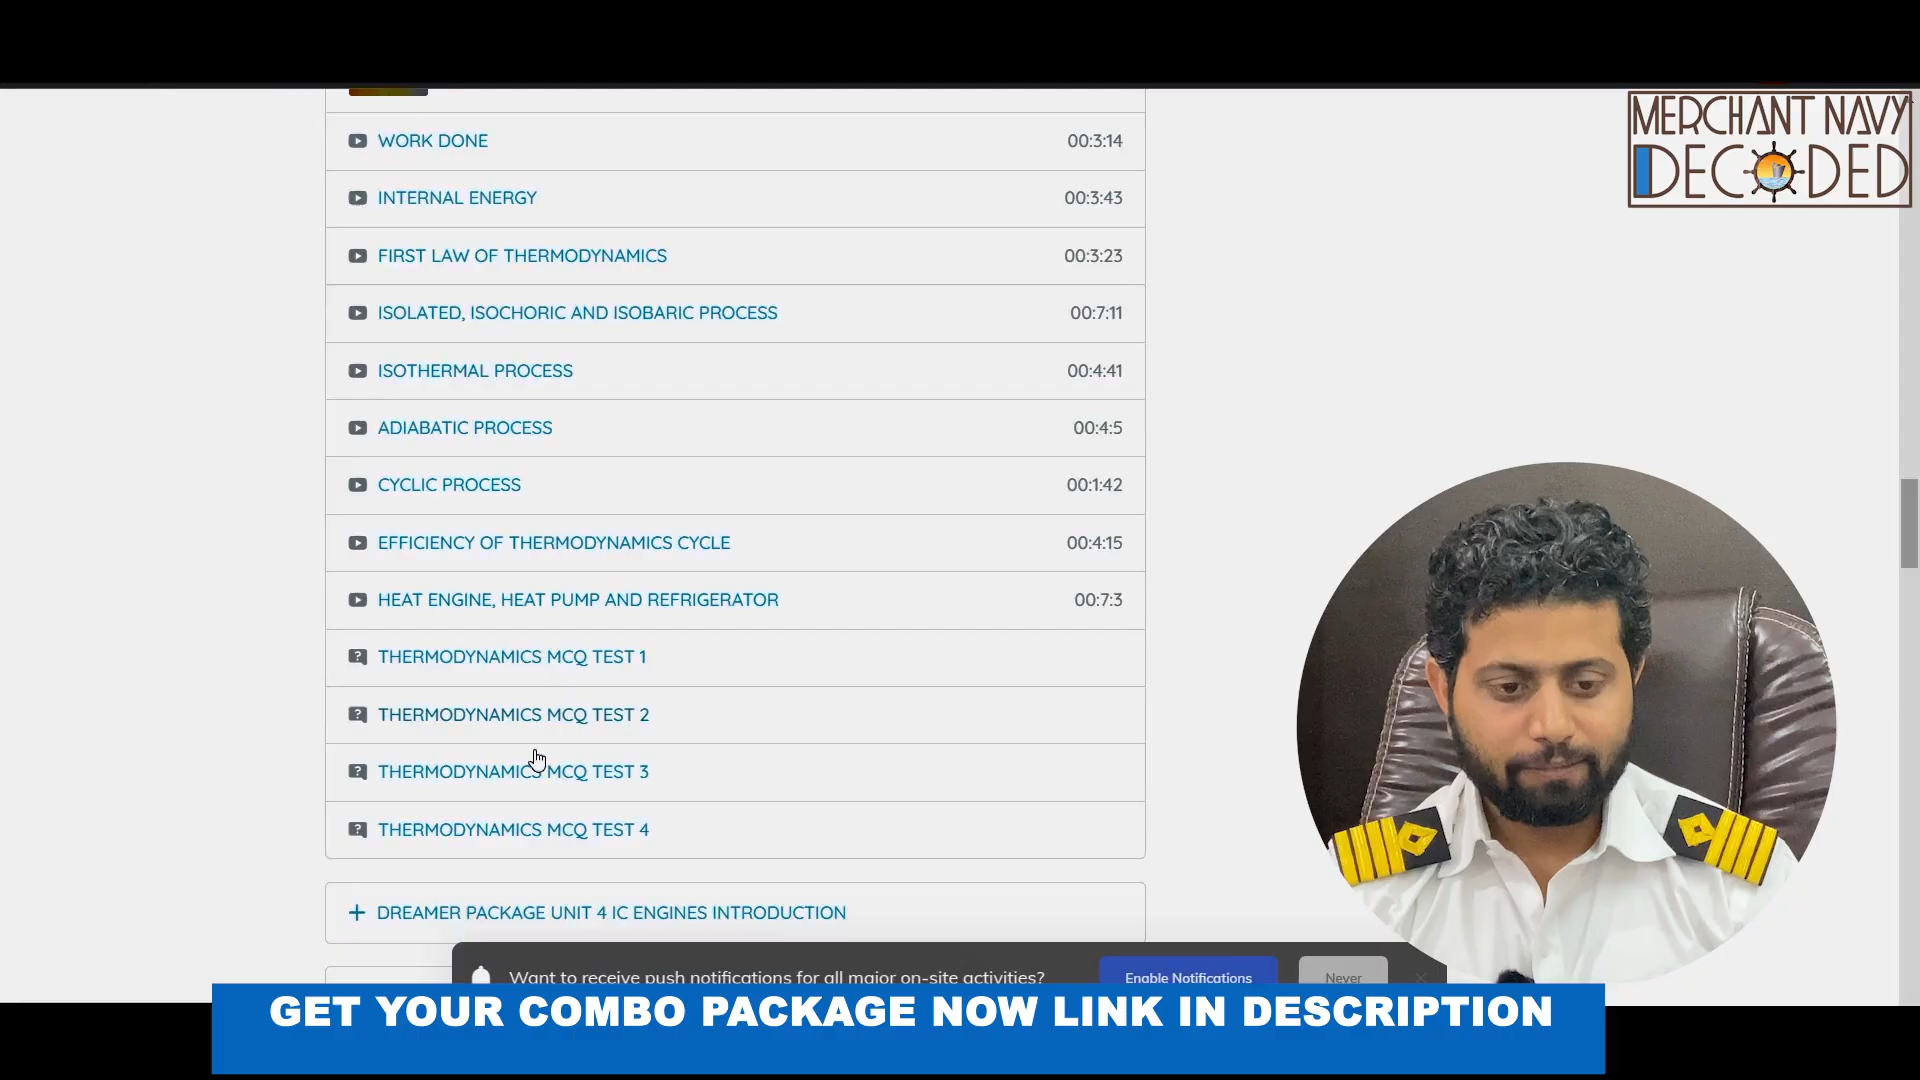 MERCHANT NAVY
DECODED
WORK DONE 00:3:14
INTERNAL ENERGY 00:3:43
FIRST LAW OF THERMODYNAMICS 00:3:23
ISOLATED, ISOCHORIC AND ISOBARIC PROCESS 00:7:11
ISOTHERMAL PROCESS 00:4:41
ADIABATIC PROCESS 00:4:5
CYCLIC PROCESS 00:1:42
EFFICIENCY OF THERMODYNAMICS CYCLE 00:4:15
HEAT ENGINE, HEAT PUMP AND REFRIGERATOR 00:7:3
THERMODYNAMICS MCQ TEST 1
THERMODYNAMICS MCQ TEST 2
THERMODYNAMICS MCQ TEST 3
THERMODYNAMICS MCQ TEST 4
+ DREAMER PACKAGE UNIT 4 IC ENGINES INTRODUCTION
Want to receive push notifications for all major on-site activities? Enable Notifications Never
GET YOUR COMBO PACKAGE NOW LINK IN DESCRIPTION